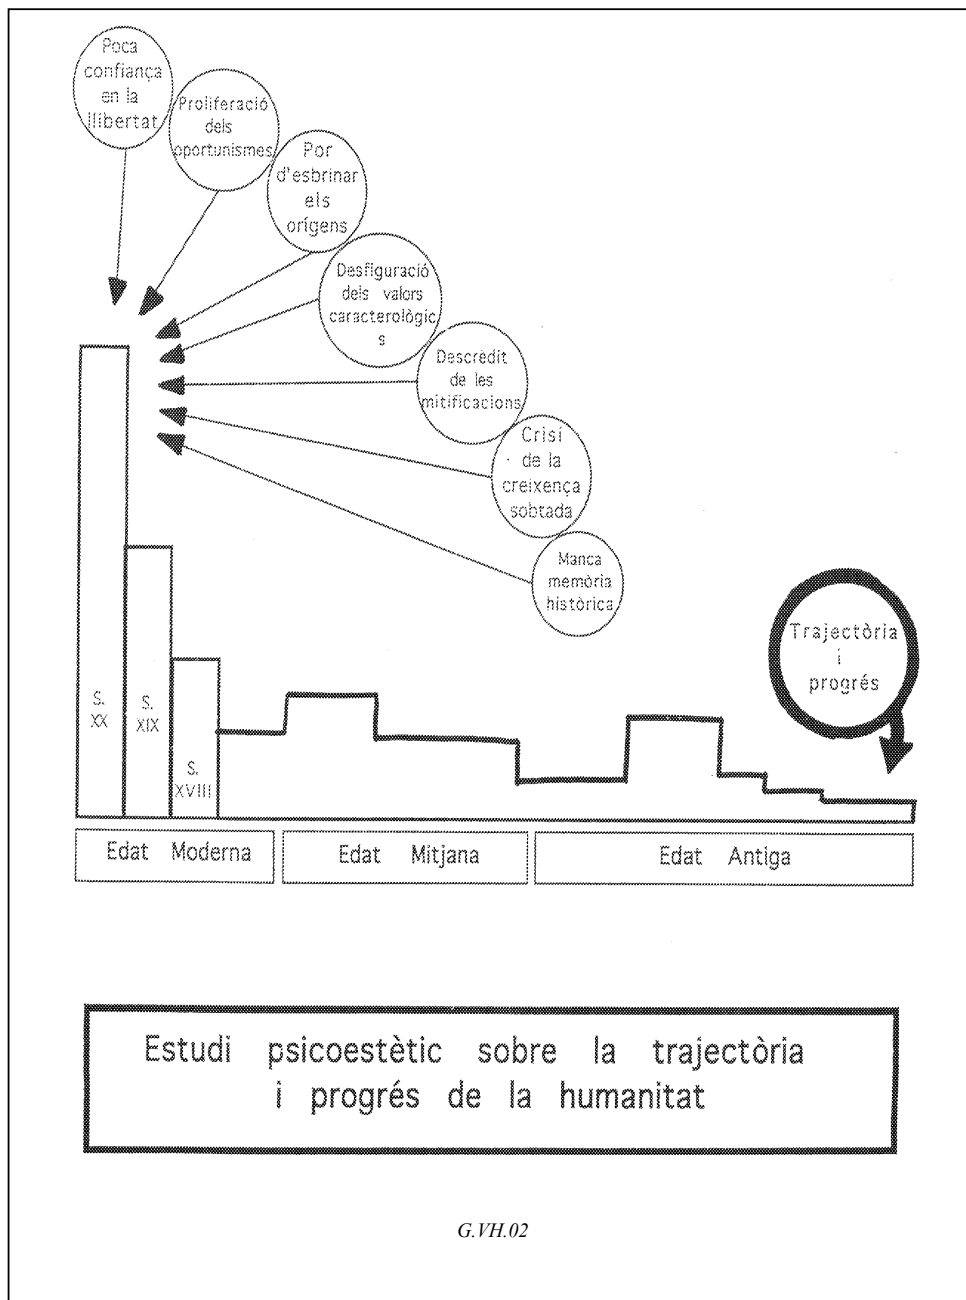 Poca
confiança
en la
llibertat
Proliferació
dels
oportunismes
Por
d'esbrinar
els
orígens
Desfiguració
dels valors
caracterològic
s
Descrèdit
de les
mitificacions
Crisi
de la
creixença
sobtada
Manca
memòria
històrica
Trajectòria
i
progrés
S.
XX
S.
XIX
S.
XVIII
Edat Moderna
Edat Mitjana
Edat Antiga
Estudi psicoestètic sobre la trajectòria
i progrés de la humanitat
G.VH.02